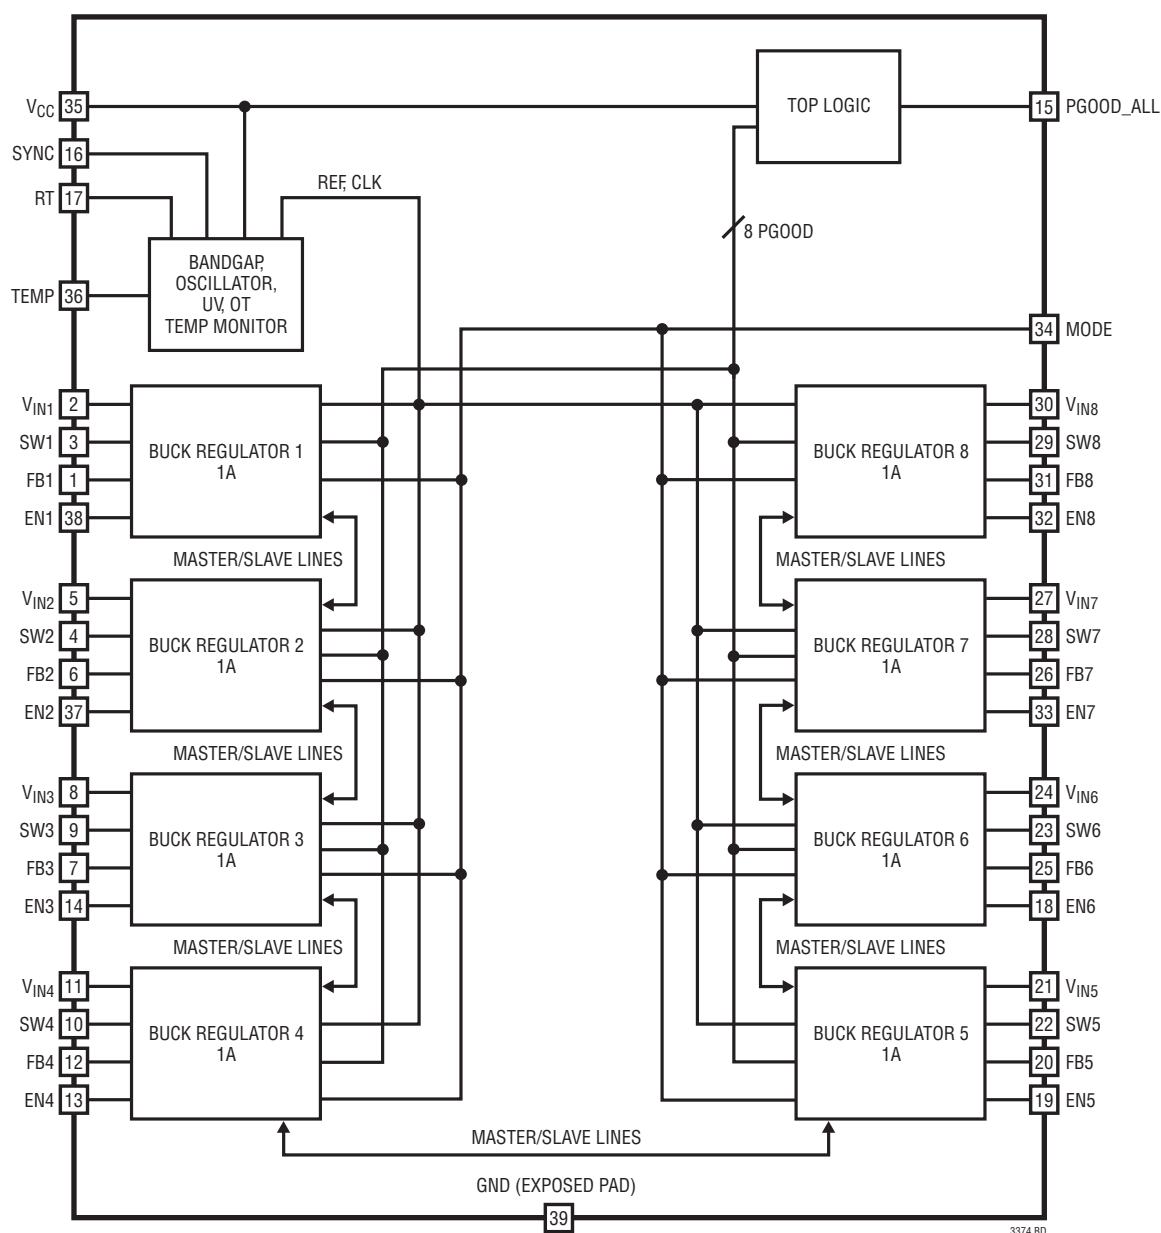 VCC 35
SYNC 16
RT 17
TEMP 36
REF, CLK
BANDGAP,
OSCILLATOR,
UV, OT
TEMP MONITOR
TOP LOGIC
15 PGOOD_ALL
8 PGOOD
34 MODE
VIN1 2
SW1 3
FB1 1
EN1 38
BUCK REGULATOR 1
1A
MASTER/SLAVE LINES
VIN2 5
SW2 4
FB2 6
EN2 37
BUCK REGULATOR 2
1A
MASTER/SLAVE LINES
VIN3 8
SW3 9
FB3 7
EN3 14
BUCK REGULATOR 3
1A
MASTER/SLAVE LINES
VIN4 11
SW4 10
FB4 12
EN4 13
BUCK REGULATOR 4
1A
BUCK REGULATOR 8
1A
30 VIN8
29 SW8
31 FB8
32 EN8
MASTER/SLAVE LINES
BUCK REGULATOR 7
1A
27 VIN7
28 SW7
26 FB7
33 EN7
MASTER/SLAVE LINES
BUCK REGULATOR 6
1A
24 VIN6
23 SW6
25 FB6
18 EN6
MASTER/SLAVE LINES
BUCK REGULATOR 5
1A
21 VIN5
22 SW5
20 FB5
19 EN5
MASTER/SLAVE LINES
GND (EXPOSED PAD)
39
3374 BD